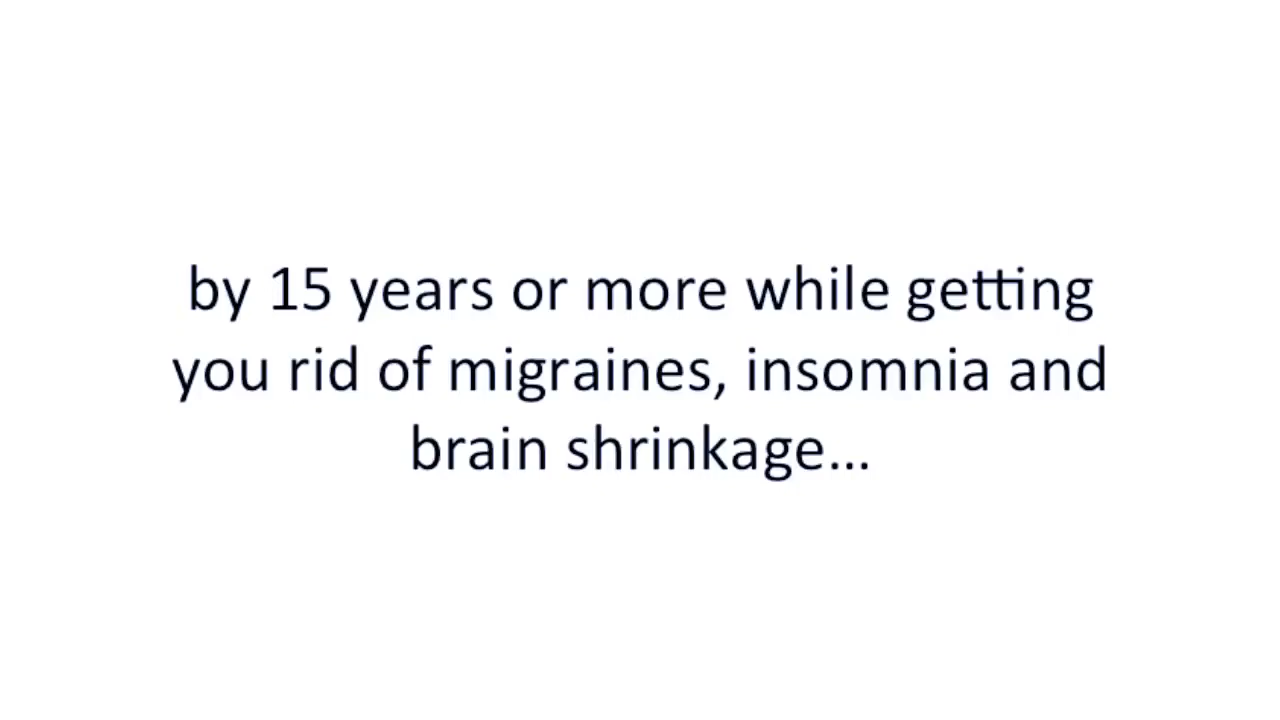 by 15 years or more while getting
you rid of migraines, insomnia and
brain shrinkage...